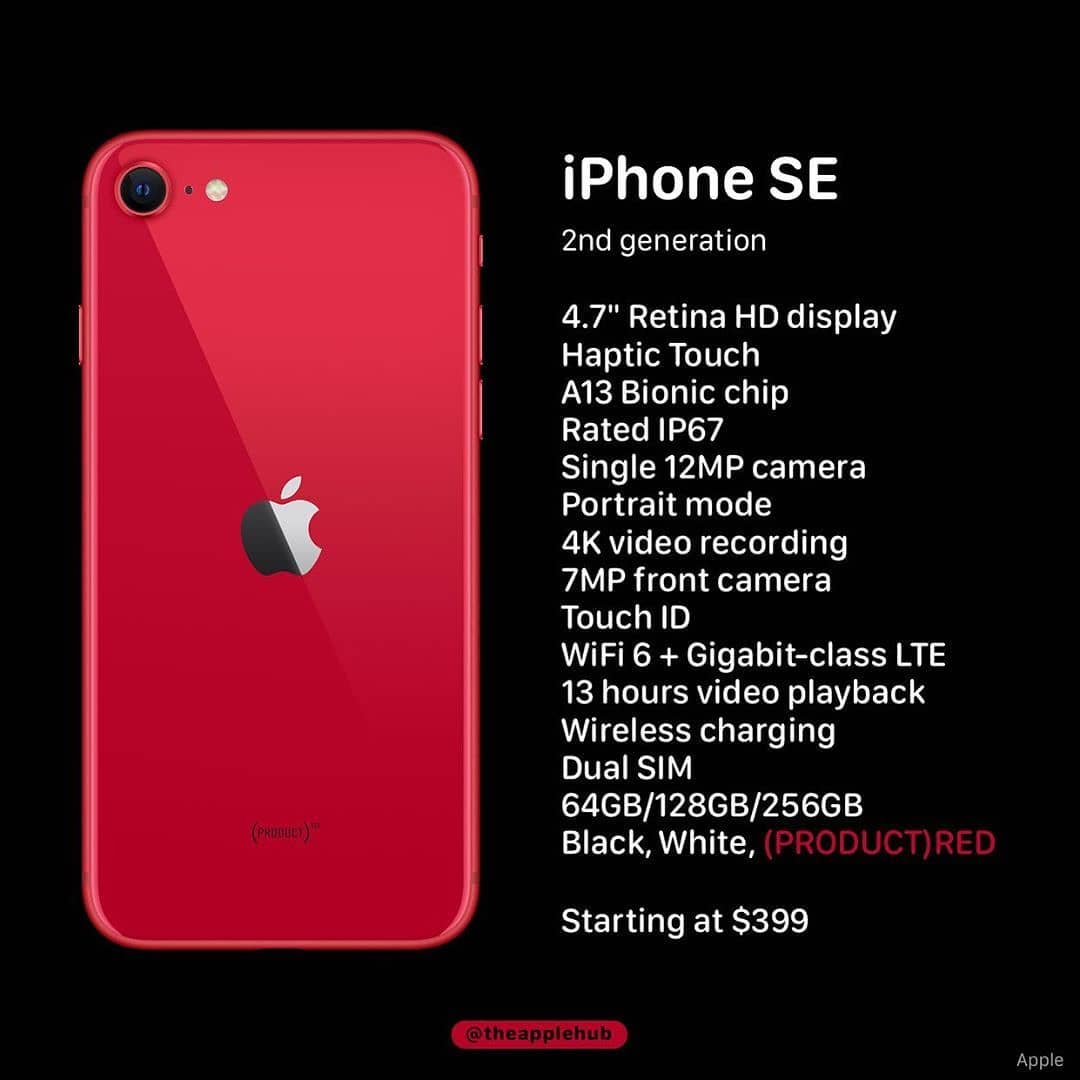 iPhone SE
2nd generation
4.7" Retina HD display
Haptic Touch
A13 Bionic chip
Rated IP67
Single 12MP camera
Portrait mode
4K video recording
7MP front camera
Touch ID
WiFi 6 + Gigabit-class LTE
13 hours video playback
Wireless charging
Dual SIM
64GB/128GB/256GB
Black, White, (PRODUCT)RED
Starting at $399
(PRODUCT)
@theapplehub
Apple